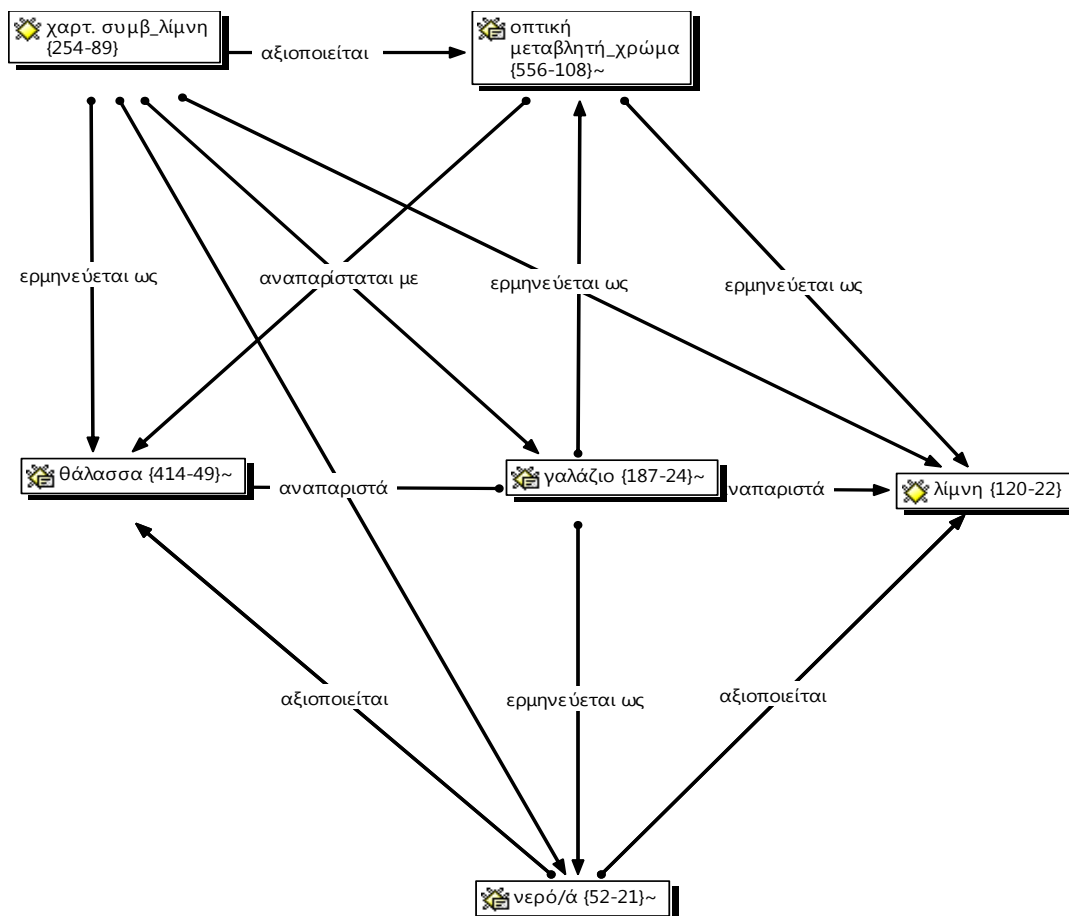 χαρτ. συμβ_λίμνη
{254-89}
αξιοποιείται
οπτική
μεταβλητή_χρώμα
{556-108}~
ερμηνεύεται ως
αναπαρίσταται με
ερμηνεύεται ως
ερμηνεύεται ως
θάλασσα {414-49}~
αναπαριστά
γαλάζιο {187-24}~
ναπαριστά
λίμνη {120-22}
αξιοποιείται
ερμηνεύεται ως
αξιοποιείται
νερό/ά {52-21}~